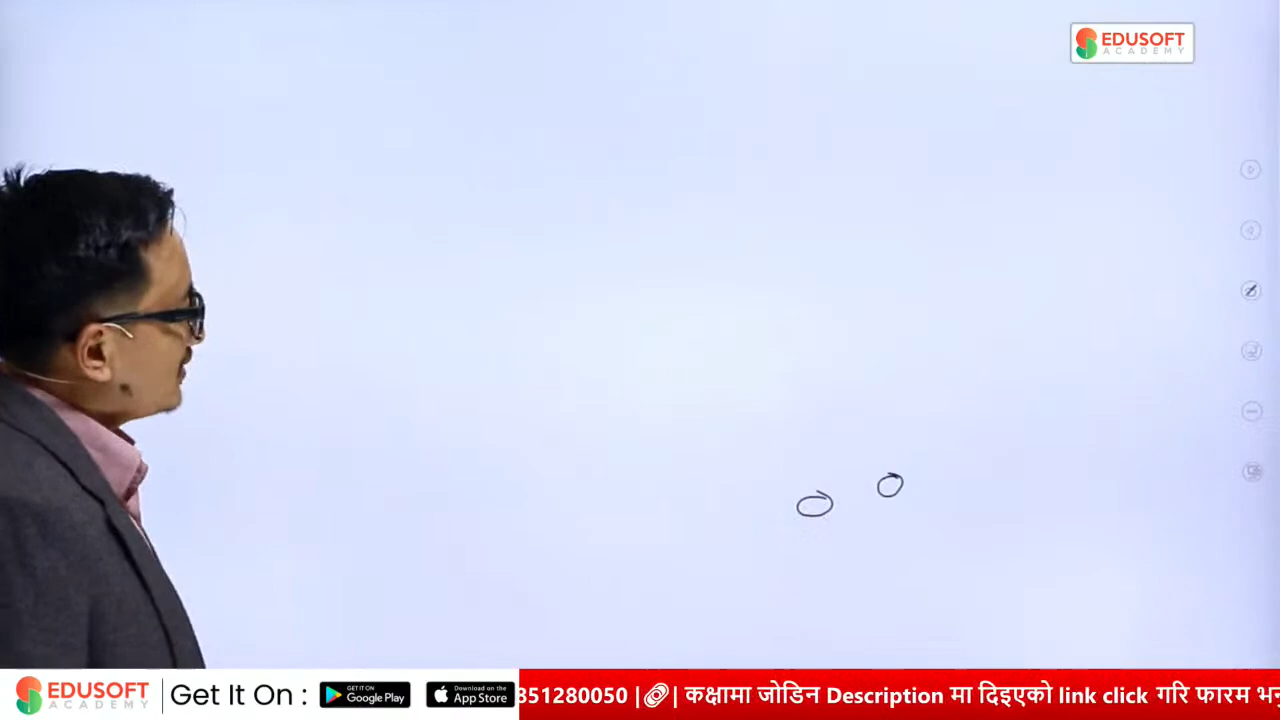 EDUSOFT
ACADEMY
EDUSOFT
ACADEMY
Get It On :
GET IT ON
Google Play
Download on the
App Store
851280050 | | कक्षामा जोडिन Description मा दिइएको link click गरि फारम